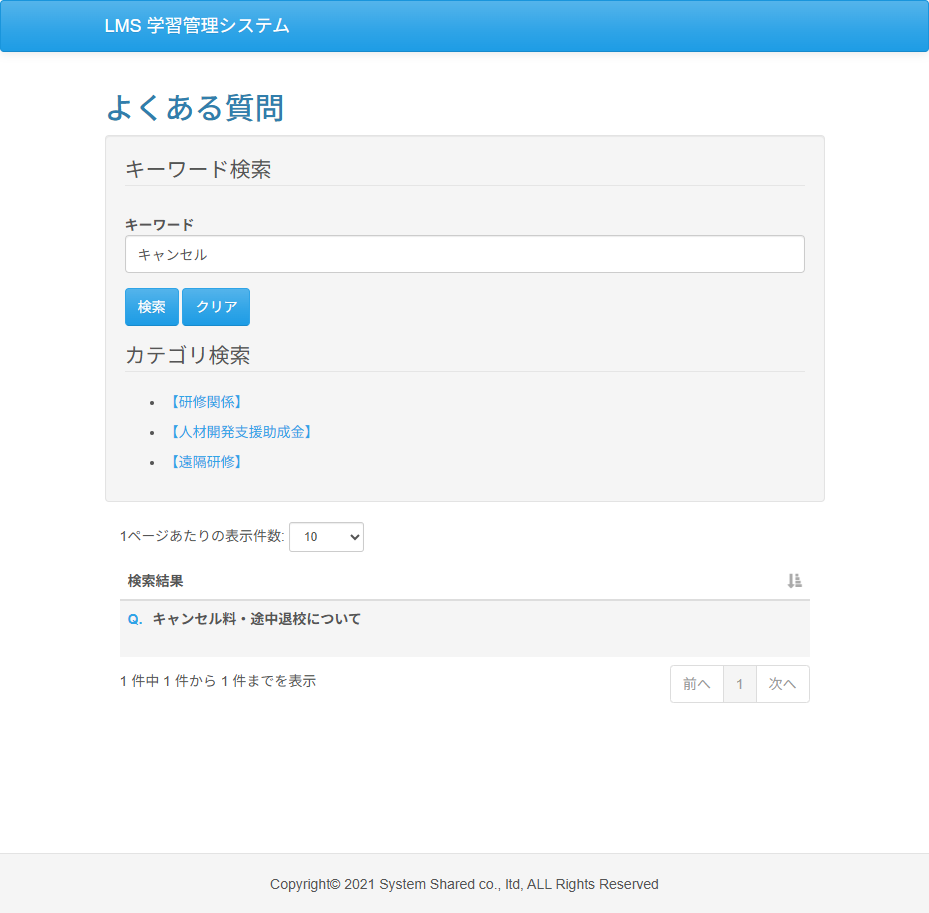 LMS 学習管理システム
よくある質問
キーワード検索
キーワード
キャンセル
検索 クリア
カテゴリ検索
【研修関係】
【人材開発支援助成金】
【遠隔研修】
1ページあたりの表示件数: 10
検索結果
Q. キャンセル料・途中退校について
1 件中 1 件から 1 件までを表示
前へ 1 次へ
Copyright© 2021 System Shared co., ltd, ALL Rights Reserved